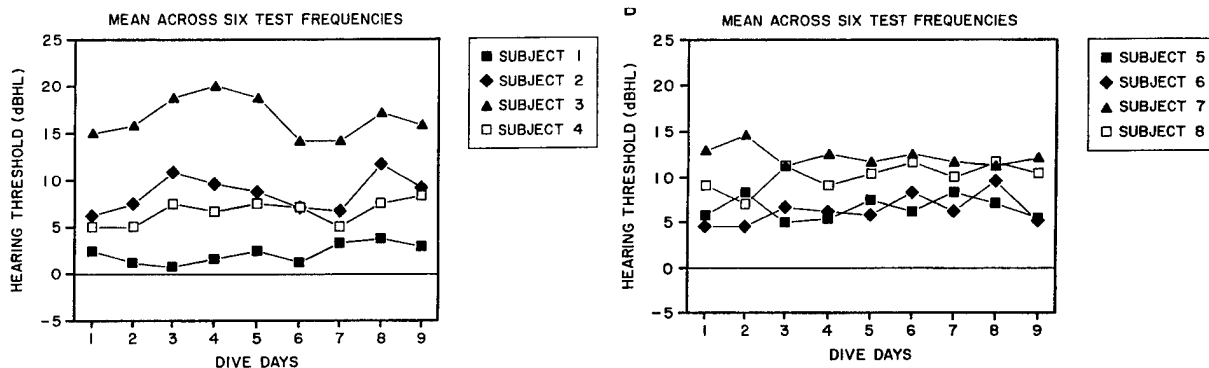 MEAN ACROSS SIX TEST FREQUENCIES
25
20
15
10
5
0
-5
HEARING THRESHOLD (dBHL)
1 2 3 4 5 6 7 8 9
DIVE DAYS
SUBJECT 1
SUBJECT 2
SUBJECT 3
SUBJECT 4
MEAN ACROSS SIX TEST FREQUENCIES
25
20
15
10
5
0
-5
HEARING THRESHOLD (dBHL)
1 2 3 4 5 6 7 8 9
DIVE DAYS
SUBJECT 5
SUBJECT 6
SUBJECT 7
SUBJECT 8